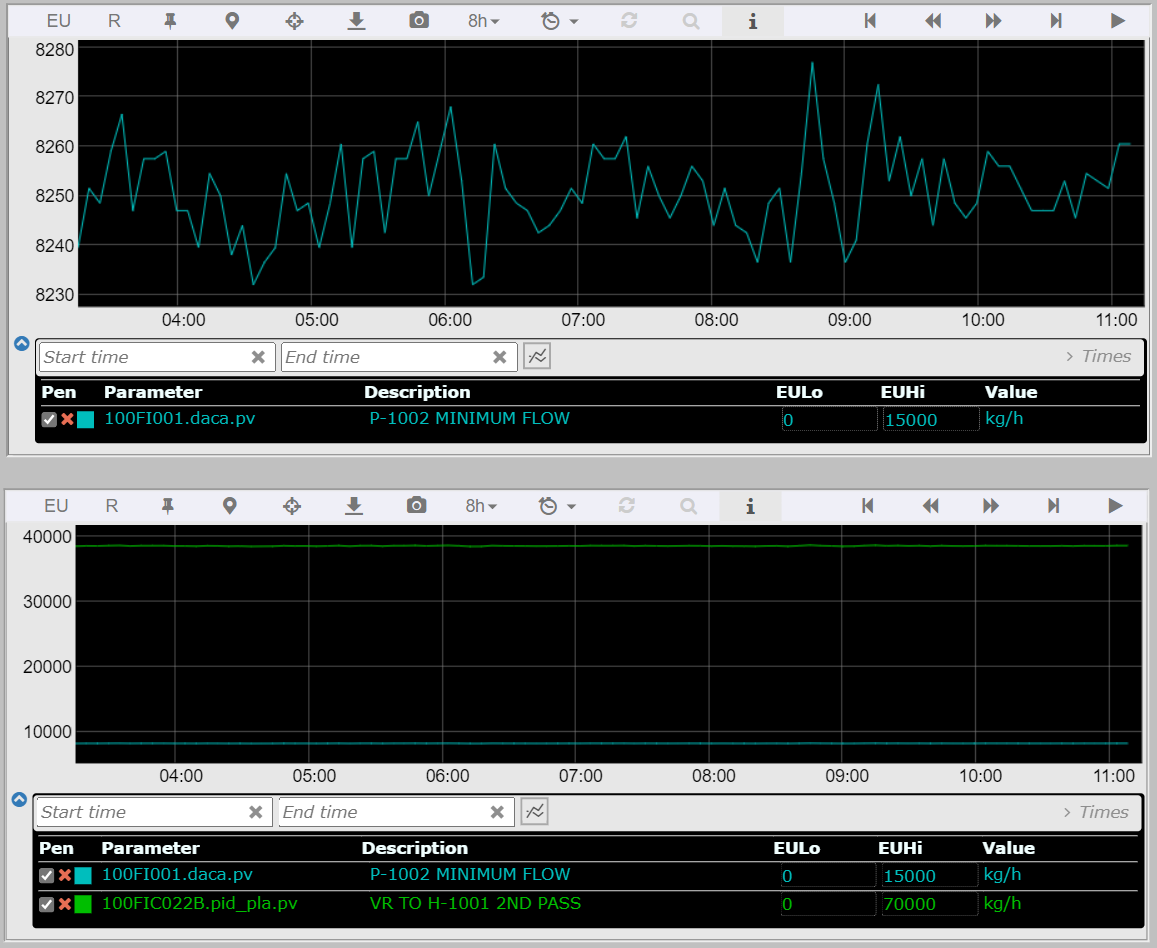 EU R 8h i
8280
8270
8260
8250
8240
8230
04:00 05:00 06:00 07:00 08:00 09:00 10:00 11:00
Start time End time > Times
Pen Parameter Description EULo EUHi Value
100FI001.daca.pv P-1002 MINIMUM FLOW 0 15000 kg/h
EU R 8h i
40000
30000
20000
10000
04:00 05:00 06:00 07:00 08:00 09:00 10:00 11:00
Start time End time > Times
Pen Parameter Description EULo EUHi Value
100FI001.daca.pv P-1002 MINIMUM FLOW 0 15000 kg/h
100FIC022B.pid_pla.pv VR TO H-1001 2ND PASS 0 70000 kg/h